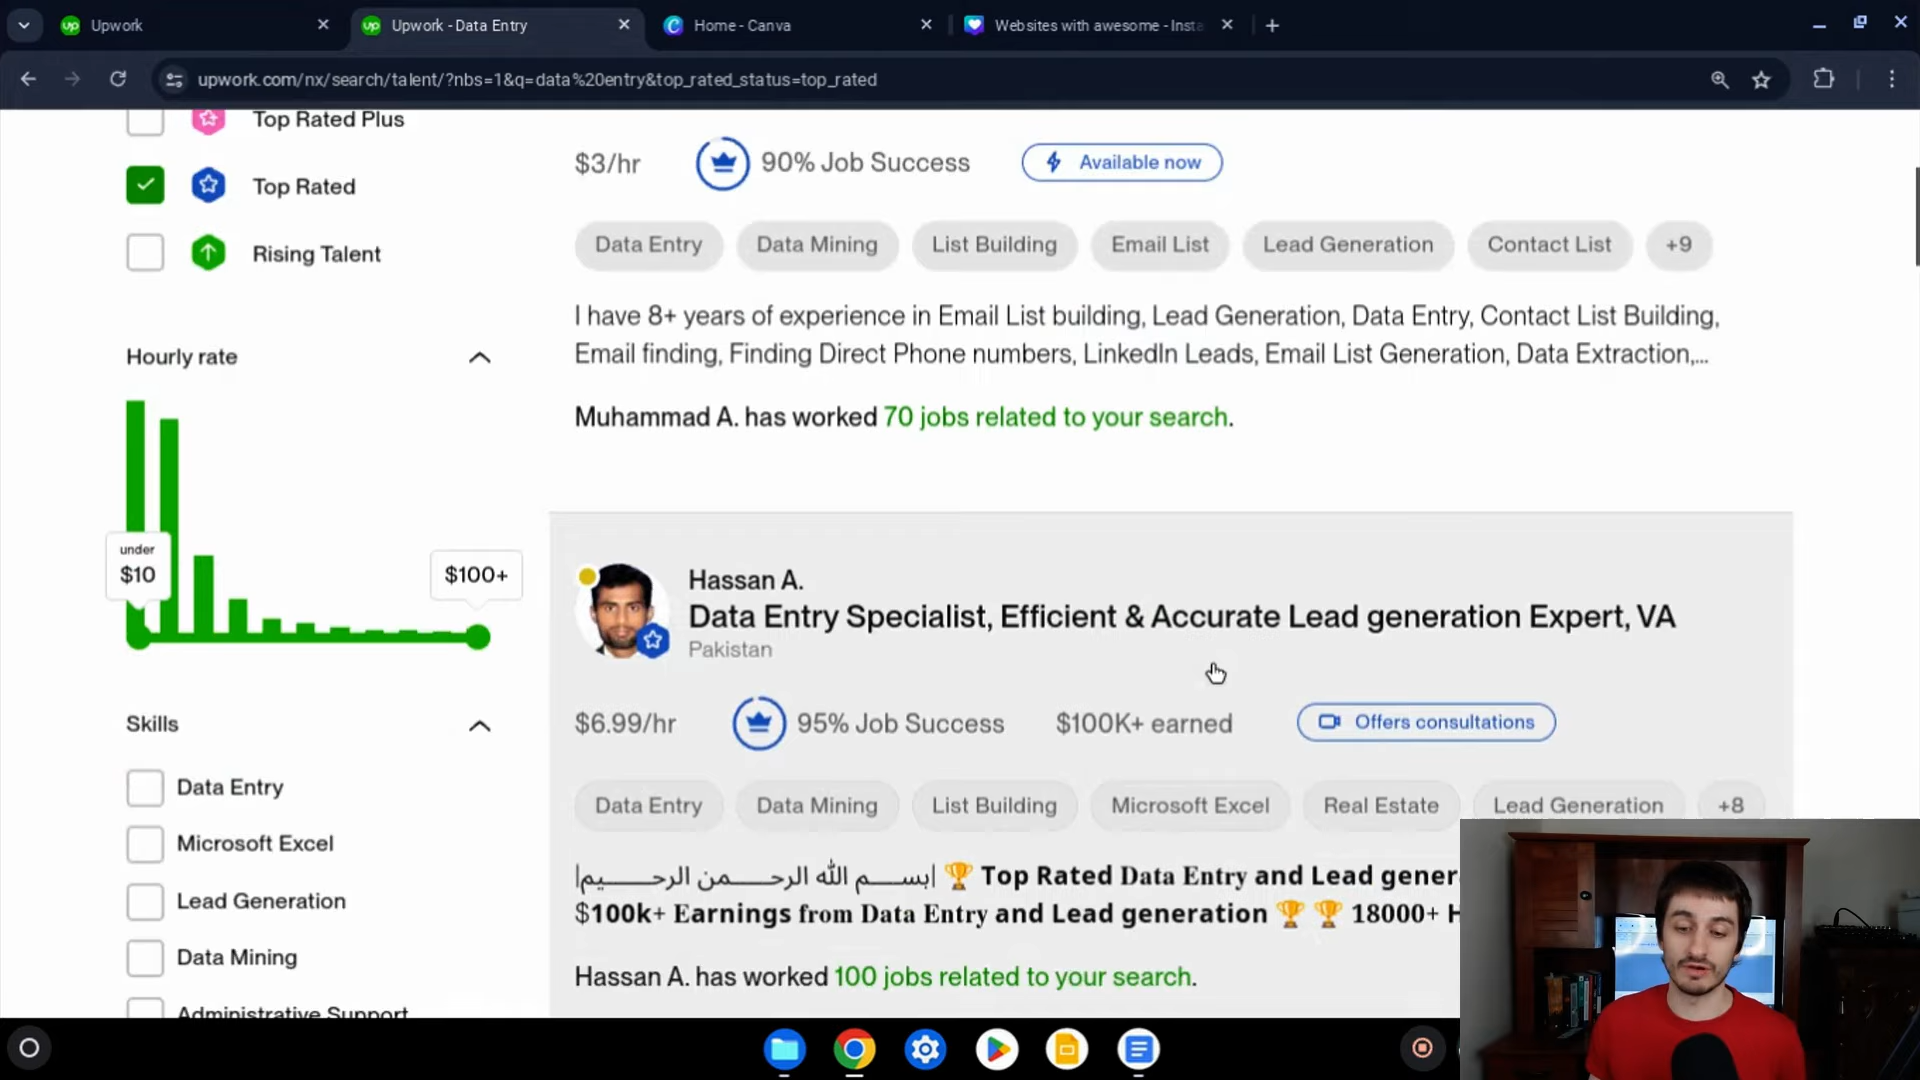 Upwork
Upwork - Data Entry
Home - Canva
Websites with awesome - Insta
upwork.com/nx/search/talent/?nbs=1&q=data%20entry&top_rated_status=top_rated
Top Rated Plus
Top Rated
Rising Talent
Hourly rate
under
$10
$100+
Skills
Data Entry
Microsoft Excel
Lead Generation
Data Mining
Administrative Support
$3/hr
90% Job Success
Available now
Data Entry
Data Mining
List Building
Email List
Lead Generation
Contact List
+9
I have 8+ years of experience in Email List building, Lead Generation, Data Entry, Contact List Building,
Email finding, Finding Direct Phone numbers, LinkedIn Leads, Email List Generation, Data Extraction,...
Muhammad A. has worked 70 jobs related to your search.
Hassan A.
Data Entry Specialist, Efficient & Accurate Lead generation Expert, VA
Pakistan
$6.99/hr
95% Job Success
$100K+ earned
Offers consultations
Data Entry
Data Mining
List Building
Microsoft Excel
Real Estate
Lead Generation
+8
|بســـم الله الرحـــــمن الرحـــــيم| 🏆 Top Rated Data Entry and Lead gener
$100k+ Earnings from Data Entry and Lead generation 🏆 🏆 18000+ H
Hassan A. has worked 100 jobs related to your search.